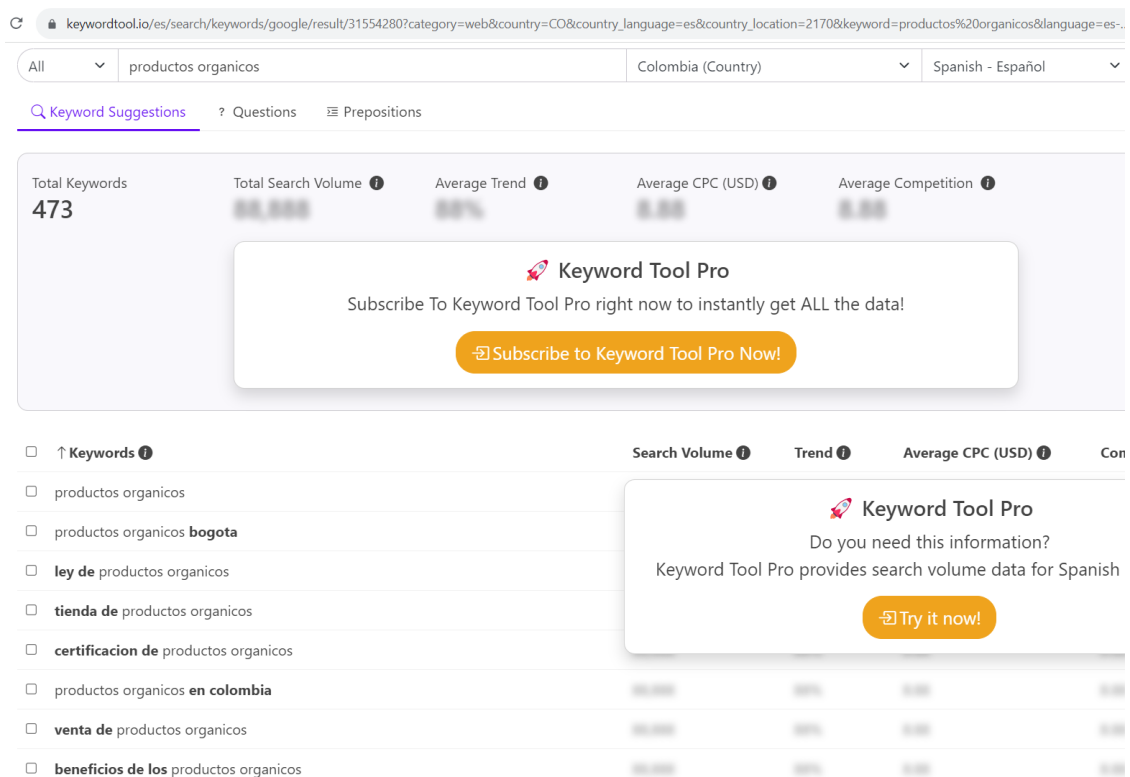 keywordtool.io/es/search/keywords/google/result/31554280?category=web&country=CO&country_language=es&country_location=2170&keyword=productos%20organicos&language=es-...
All productos organicos Colombia (Country) Spanish - Español
Keyword Suggestions ? Questions Prepositions
Total Keywords Total Search Volume Average Trend Average CPC (USD) Average Competition
473
Keyword Tool Pro
Subscribe To Keyword Tool Pro right now to instantly get ALL the data!
Subscribe to Keyword Tool Pro Now!
↑ Keywords Search Volume Trend Average CPC (USD) Com
productos organicos
Keyword Tool Pro
productos organicos bogota
Do you need this information?
ley de productos organicos
Keyword Tool Pro provides search volume data for Spanish
tienda de productos organicos
Try it now!
certificacion de productos organicos
productos organicos en colombia
venta de productos organicos
beneficios de los productos organicos